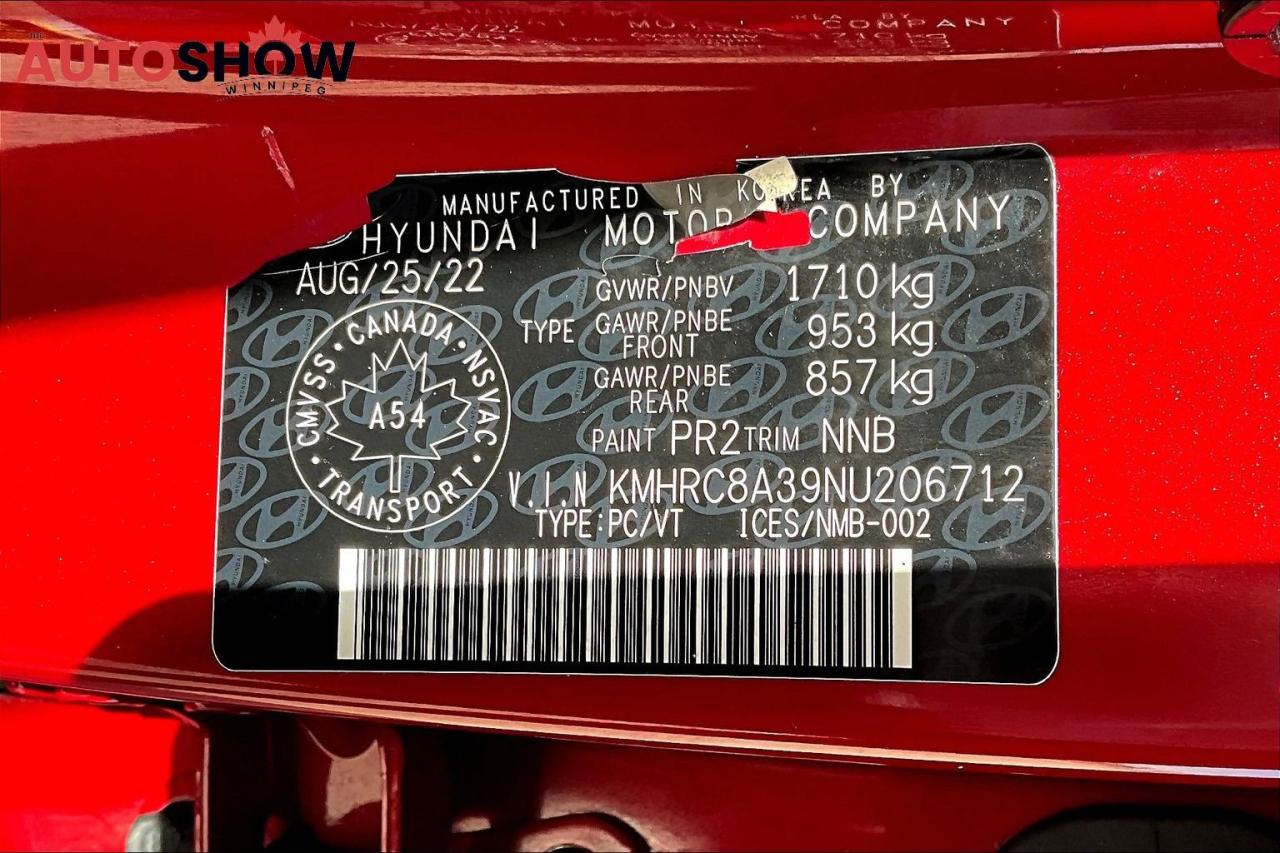 THE
AUTOSHOW
WINNIPEG
MANUFACTURED IN KOREA BY
HYUNDAI MOTOR COMPANY
AUG/25/22
GVWR/PNBV 1710 kg
TYPE GAWR/PNBE FRONT 953 kg
GAWR/PNBE REAR 857 kg
CMVSS · CANADA · NSVAC · TRANSPORT ·
A54
PAINT PR2 TRIM NNB
V.I.N KMHRC8A39NU206712
TYPE:PC/VT ICES/NMB-002